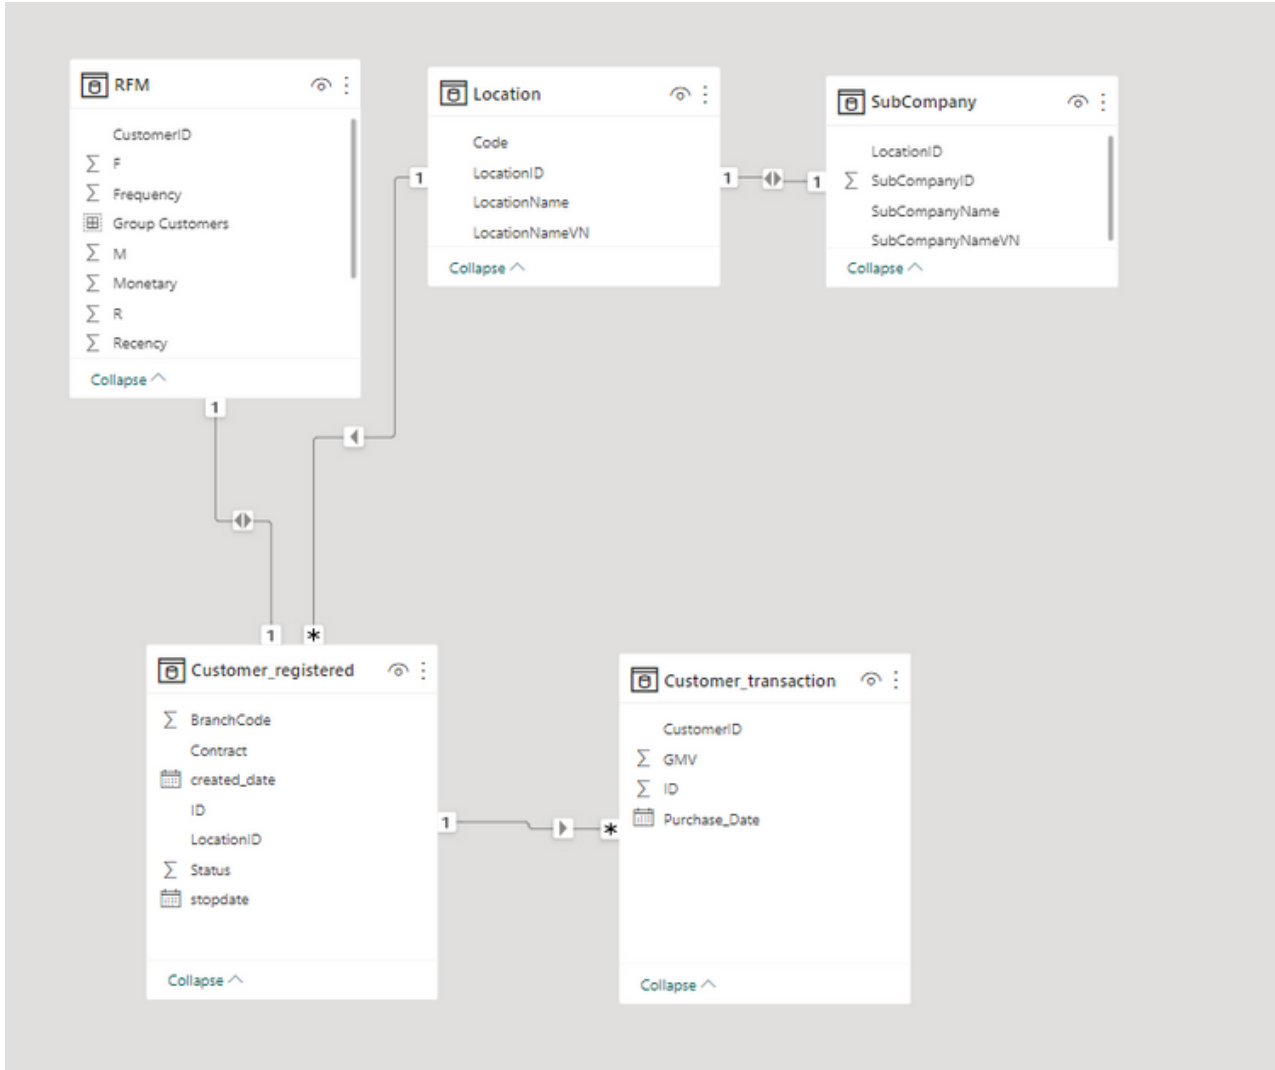 RFM
CustomerID
F
Frequency
Group Customers
M
Monetary
R
Recency
Collapse
Location
Code
LocationID
LocationName
LocationNameVN
Collapse
SubCompany
LocationID
SubCompanyID
SubCompanyName
SubCompanyNameVN
Collapse
1
1
1
1
1
*
Customer_registered
BranchCode
Contract
created_date
ID
LocationID
Status
stopdate
Collapse
1
*
Customer_transaction
CustomerID
GMV
ID
Purchase_Date
Collapse